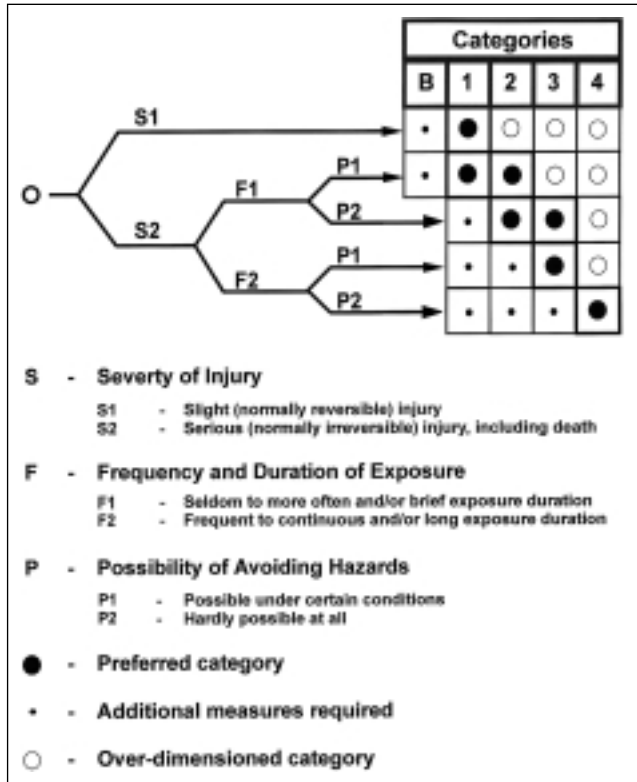 Categories
B 1 2 3 4
S1
P1
F1
P2
S2
P1
F2
P2
S - Severty of Injury
S1 - Slight (normally reversible) injury
S2 - Serious (normally irreversible) injury, including death
F - Frequency and Duration of Exposure
F1 - Seldom to more often and/or brief exposure duration
F2 - Frequent to continuous and/or long exposure duration
P - Possibility of Avoiding Hazards
P1 - Possible under certain conditions
P2 - Hardly possible at all
● - Preferred category
• - Additional measures required
○ - Over-dimensioned category